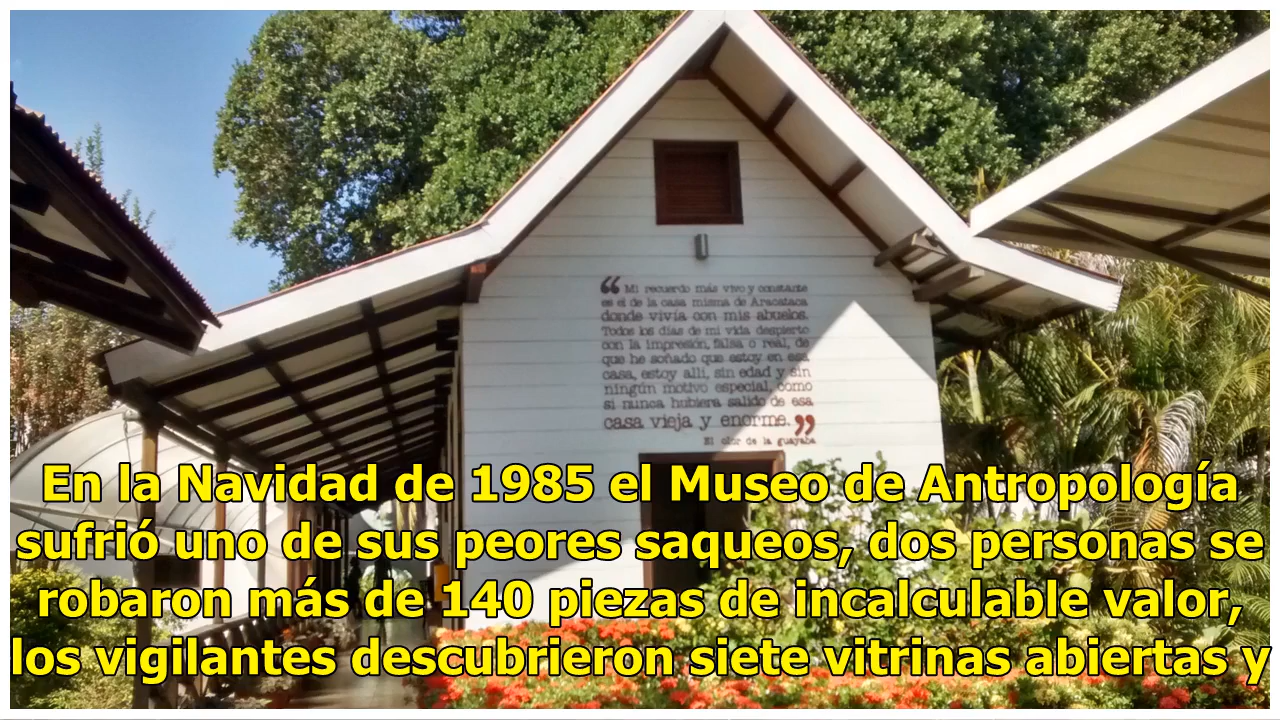 “ Mi recuerdo más vivo y constante
es el de la casa misma de Aracataca
donde vivía con mis abuelos.
Todos los días de mi vida despierto
con la impresión, falsa o real, de
que he soñado que estoy en esa
casa, estoy allí, sin edad y sin
ningún motivo especial, como
si nunca hubiera salido de esa
casa vieja y enorme. ”
El olor de la guayaba
En la Navidad de 1985 el Museo de Antropología
sufrió uno de sus peores saqueos, dos personas se
robaron más de 140 piezas de incalculable valor,
los vigilantes descubrieron siete vitrinas abiertas y